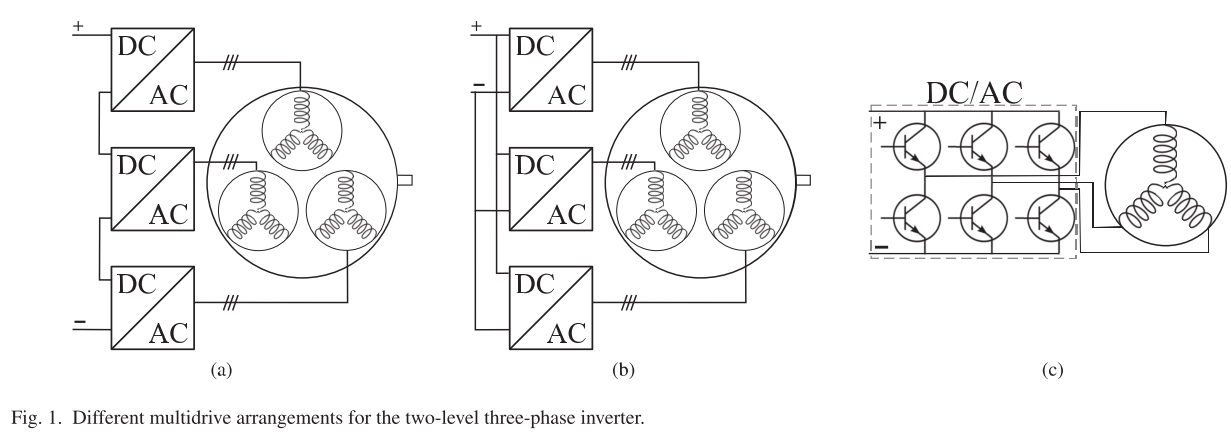 +
DC
AC
DC
AC
DC
AC
−
(a)
+
−
DC
AC
DC
AC
DC
AC
(b)
DC/AC
+
−
(c)
Fig. 1. Different multidrive arrangements for the two-level three-phase inverter.